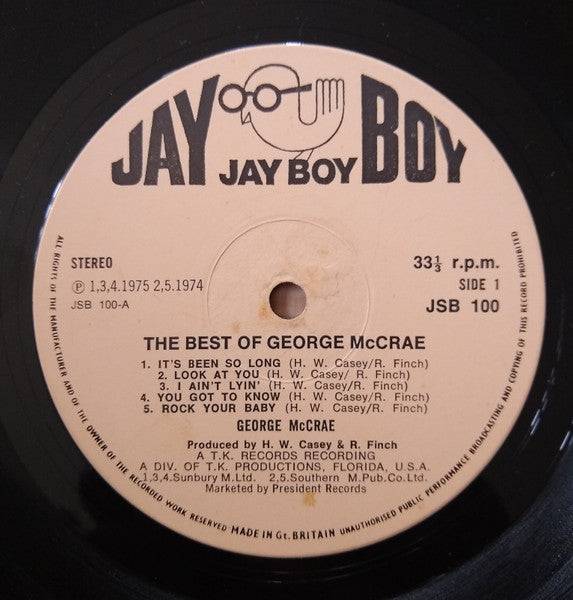 JAY BOY
JAY BOY
STEREO
Ⓟ 1,3,4.1975 2,5.1974
JSB 100-A
33⅓ r.p.m.
SIDE 1
JSB 100
THE BEST OF GEORGE McCRAE
1. IT'S BEEN SO LONG (H. W. Casey/R. Finch)
2. LOOK AT YOU (H. W. Casey/ R. Finch)
3. I AIN'T LYIN' (H. W. Casey/R. Finch)
4. YOU GOT TO KNOW (H. W. Casey/R. Finch)
5. ROCK YOUR BABY (H. W. Casey/R. Finch)
GEORGE McCRAE
Produced by H. W. Casey & R. Finch
A T.K. RECORDS RECORDING
A DIV. OF T.K. PRODUCTIONS, FLORIDA, U.S.A.
1,3,4.Sunbury M.Ltd. 2,5.Southern M.Pub.Co.Ltd.
Marketed by President Records
ALL RIGHTS OF THE MANUFACTURER AND OF THE OWNER OF THE RECORDED WORK RESERVED MADE IN Gt. BRITAIN UNAUTHORISED PUBLIC PERFORMANCE BROADCASTING AND COPYING OF THIS RECORD PROHIBITED